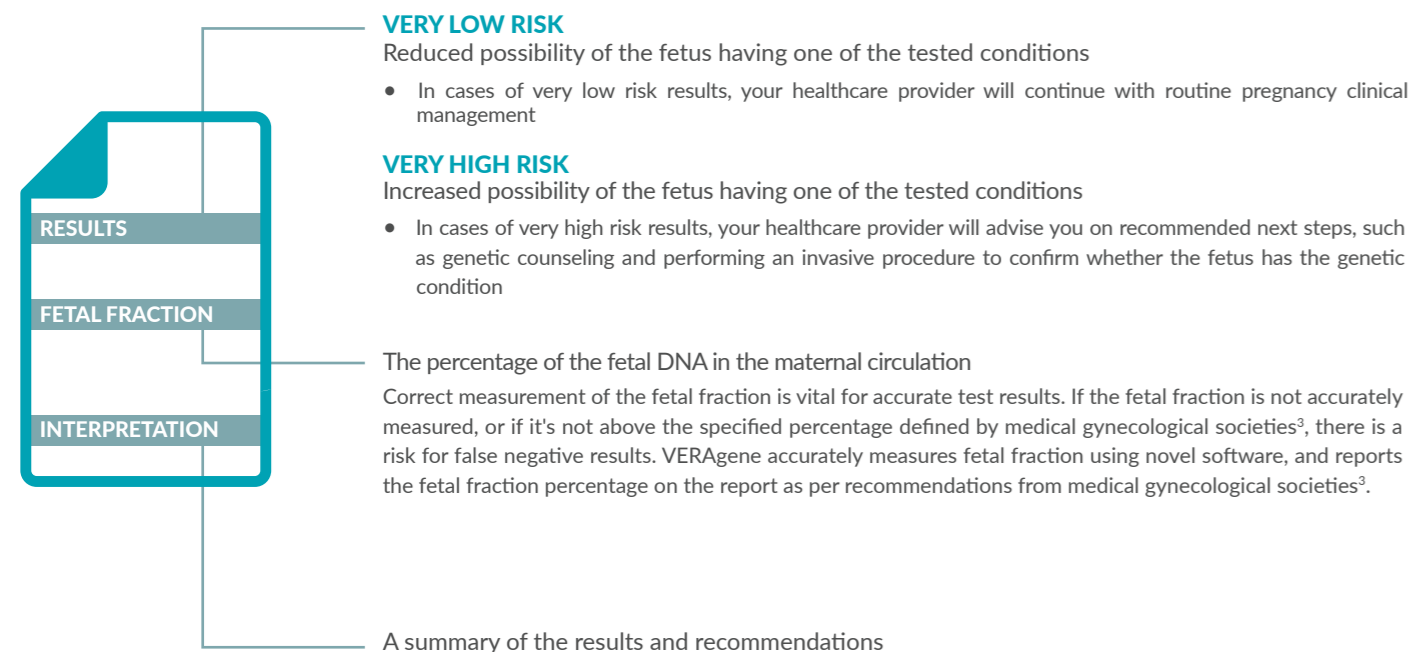 VERY LOW RISK
Reduced possibility of the fetus having one of the tested conditions
• In cases of very low risk results, your healthcare provider will continue with routine pregnancy clinical
management
VERY HIGH RISK
Increased possibility of the fetus having one of the tested conditions
• In cases of very high risk results, your healthcare provider will advise you on recommended next steps, such
as genetic counseling and performing an invasive procedure to confirm whether the fetus has the genetic
condition
RESULTS
FETAL FRACTION
The percentage of the fetal DNA in the maternal circulation
Correct measurement of the fetal fraction is vital for accurate test results. If the fetal fraction is not accurately
measured, or if it's not above the specified percentage defined by medical gynecological societies³, there is a
risk for false negative results. VERAgene accurately measures fetal fraction using novel software, and reports
the fetal fraction percentage on the report as per recommendations from medical gynecological societies³.
INTERPRETATION
A summary of the results and recommendations